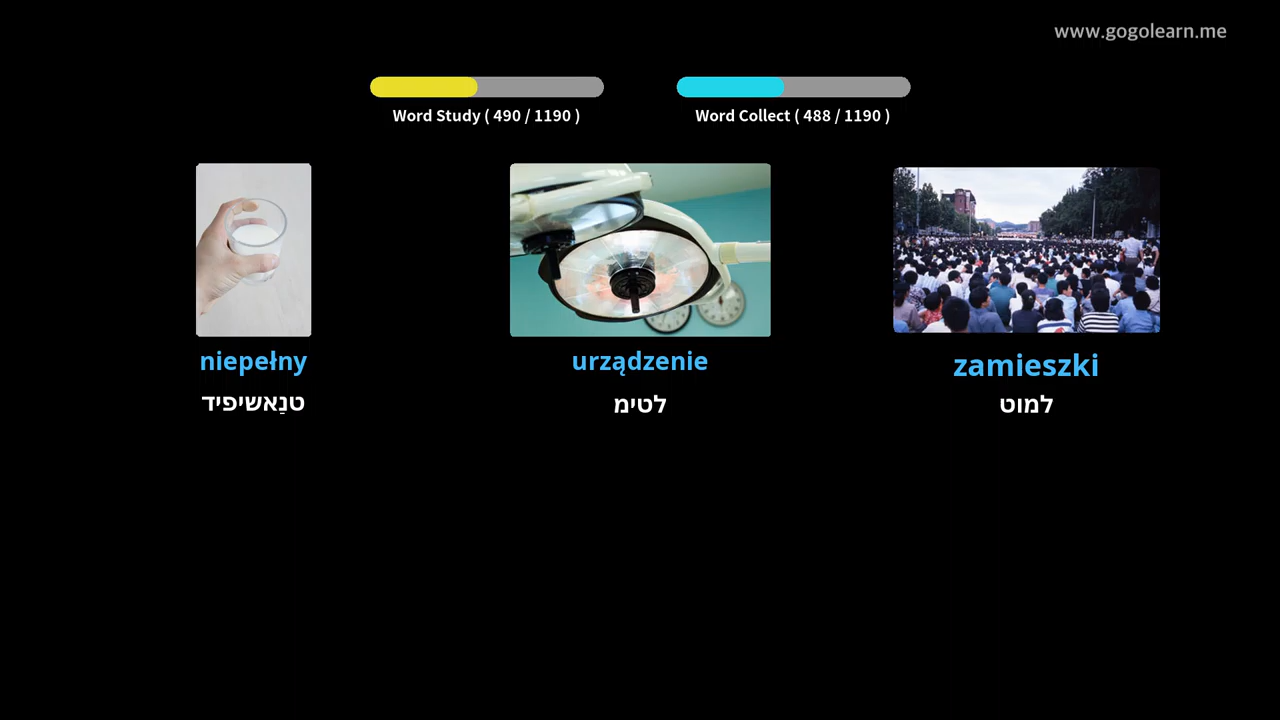 www.gogolearn.me
Word Study ( 490 / 1190 )
Word Collect ( 488 / 1190 )
niepełny
urządzenie
zamieszki
טנַאשיפיד
לטימ
למוט